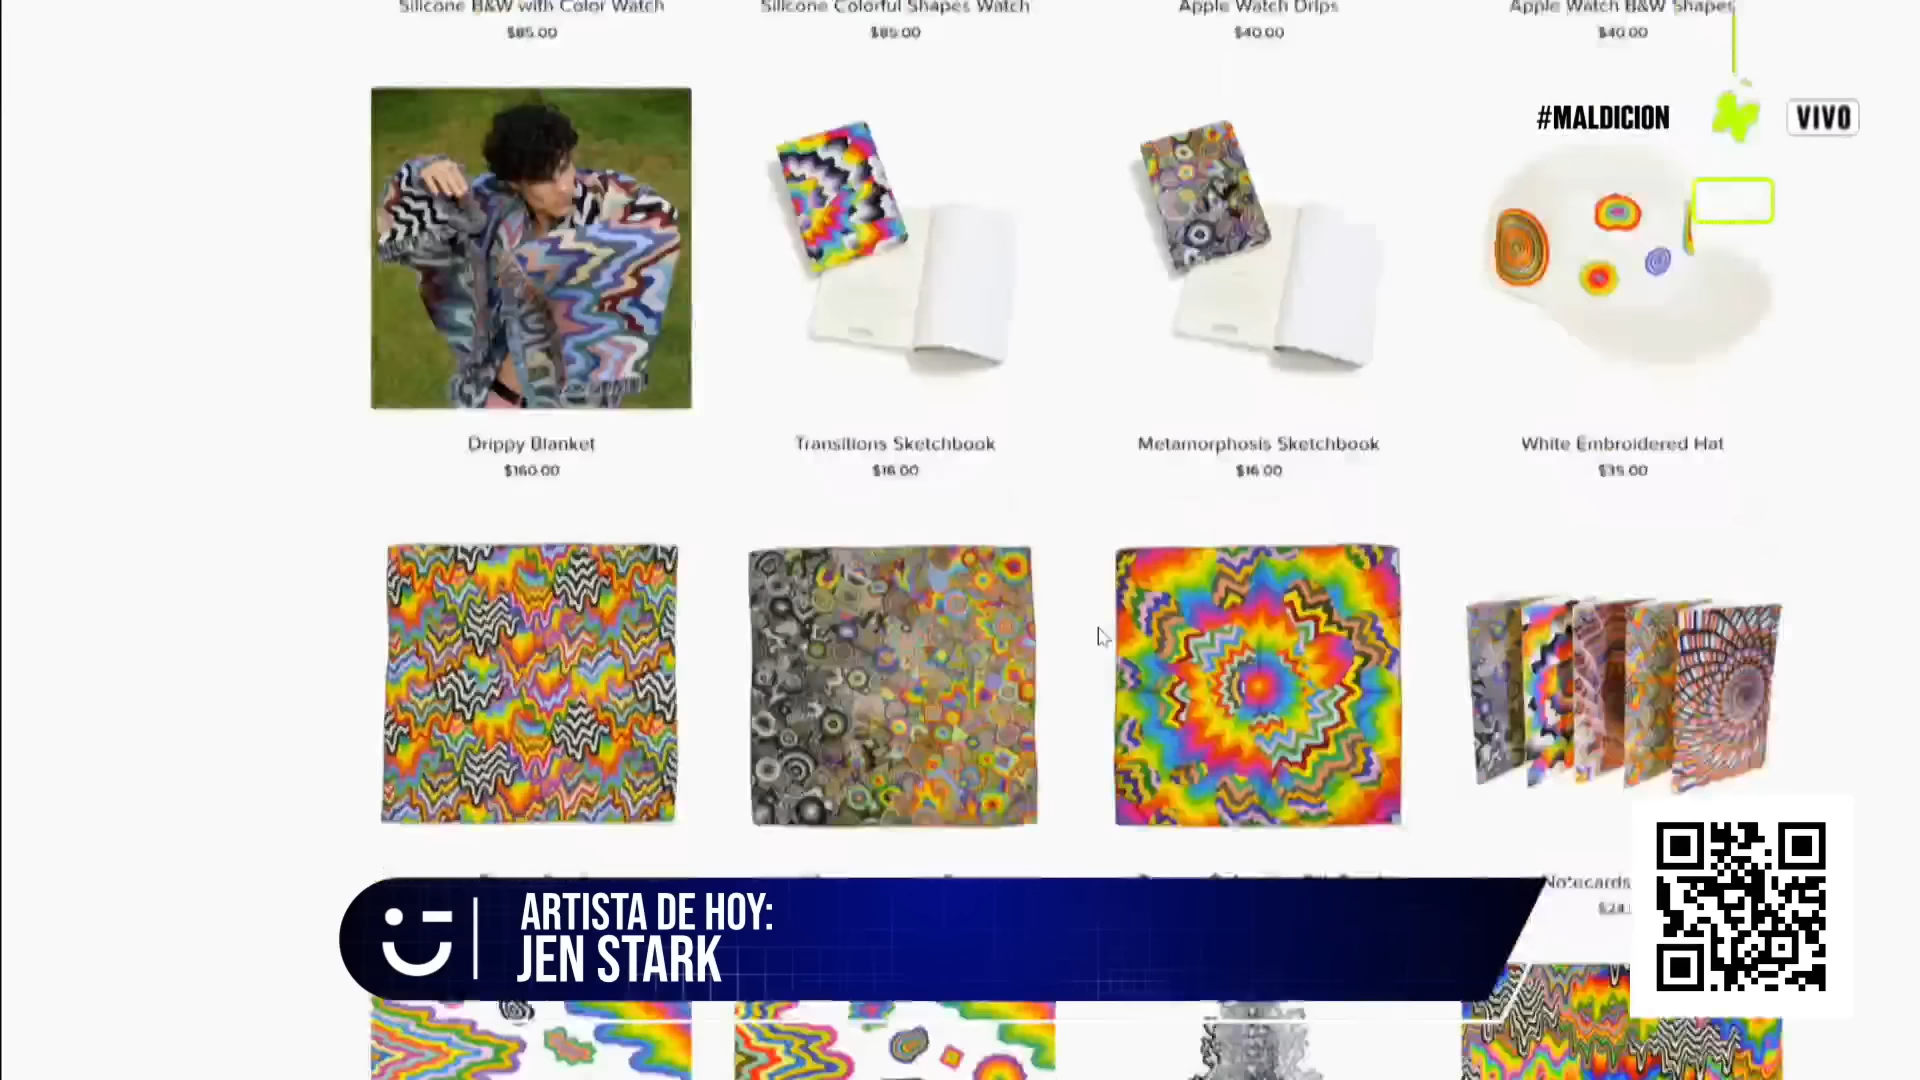 Silicone B&W with Color Watch
Silicone Colorful Shapes Watch
Apple Watch Drips
Apple Watch B&W Shapes
$85.00
$85.00
$40.00
$40.00
#MALDICION
VIVO
Drippy Blanket
Transitions Sketchbook
Metamorphosis Sketchbook
White Embroidered Hat
$160.00
$16.00
$16.00
$35.00
Notecards
ARTISTA DE HOY:
JEN STARK